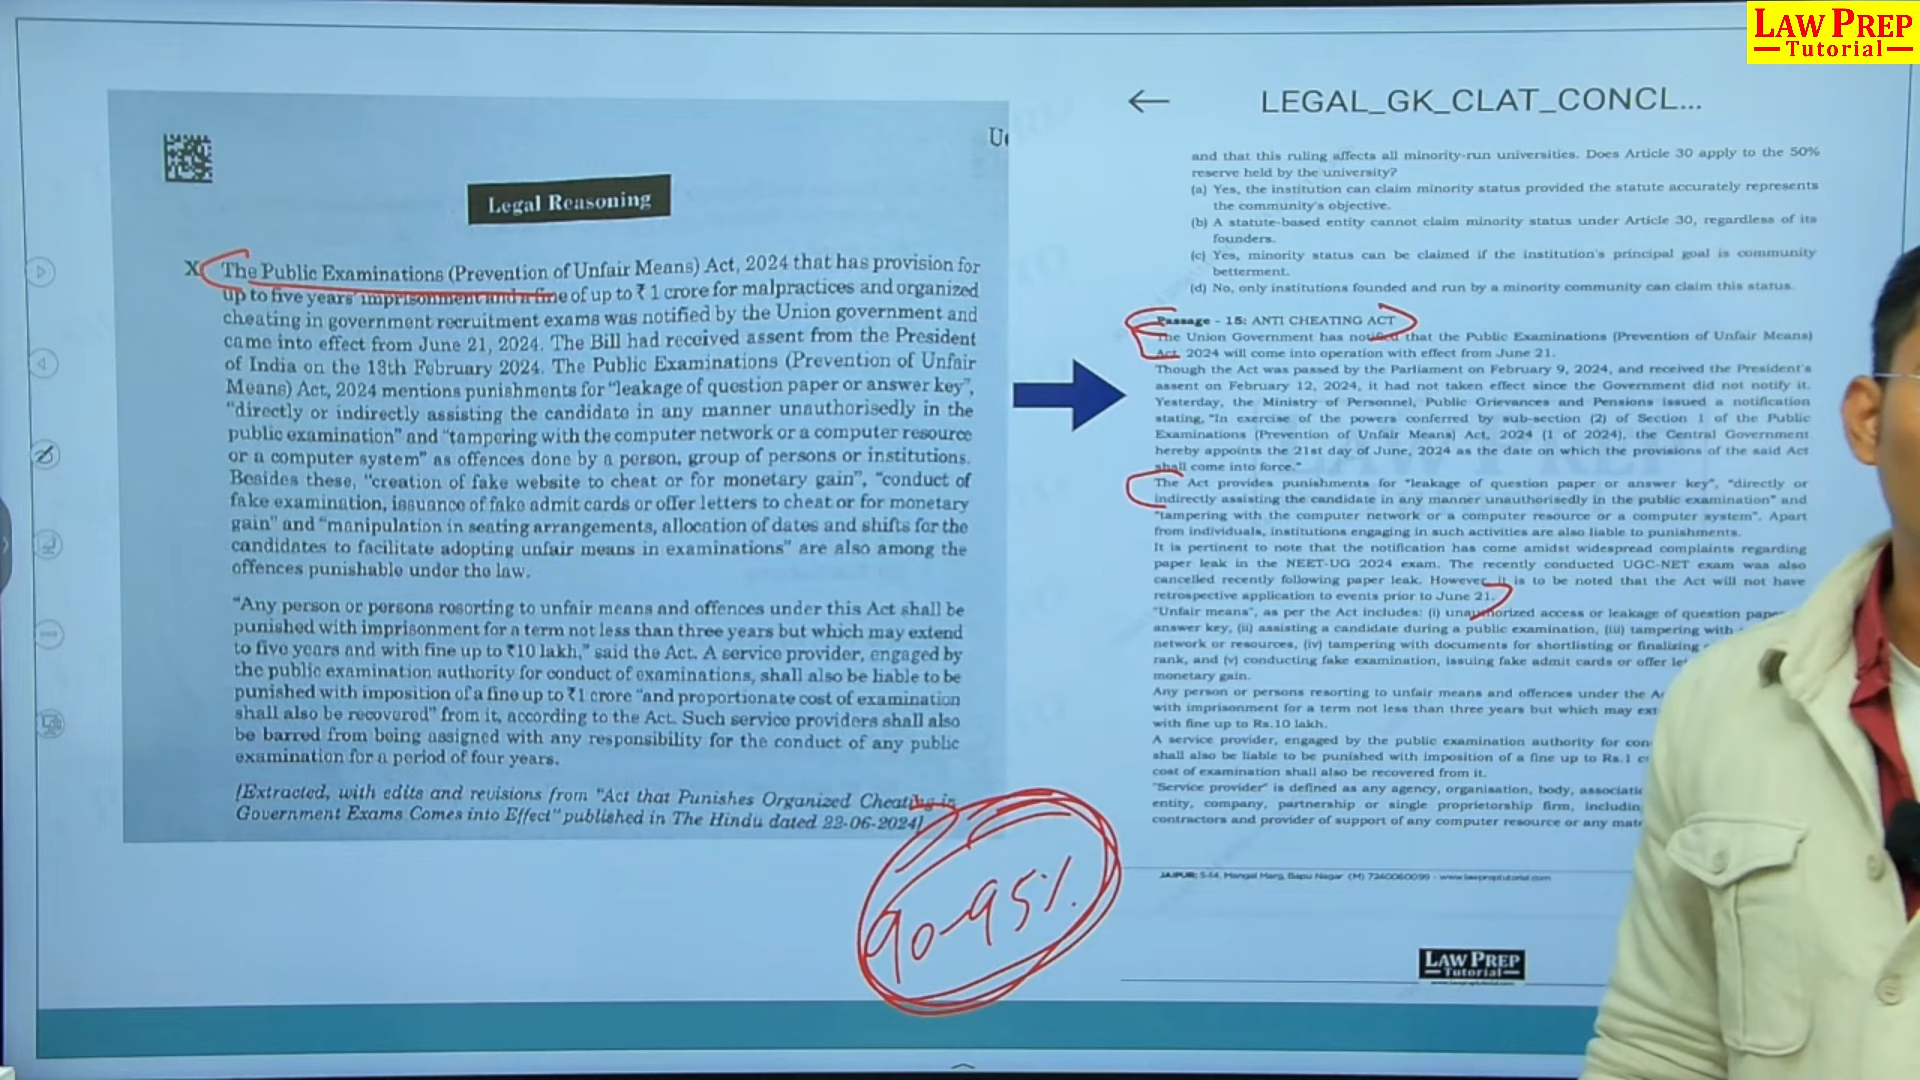 LAW PREP
Tutorial
Legal Reasoning
X. The Public Examinations (Prevention of Unfair Means) Act, 2024 that has provision for
up to five years' imprisonment and a fine of up to ₹ 1 crore for malpractices and organized
cheating in government recruitment exams was notified by the Union government and
came into effect from June 21, 2024. The Bill had received assent from the President
of India on the 13th February 2024. The Public Examinations (Prevention of Unfair
Means) Act, 2024 mentions punishments for "leakage of question paper or answer key",
"directly or indirectly assisting the candidate in any manner unauthorisedly in the
public examination" and "tampering with the computer network or a computer resource
or a computer system" as offences done by a person, group of persons or institutions.
Besides these, "creation of fake website to cheat or for monetary gain", "conduct of
fake examination, issuance of fake admit cards or offer letters to cheat or for monetary
gain" and "manipulation in seating arrangements, allocation of dates and shifts for the
candidates to facilitate adopting unfair means in examinations" are also among the
offences punishable under the law.
"Any person or persons resorting to unfair means and offences under this Act shall be
punished with imprisonment for a term not less than three years but which may extend
to five years and with fine up to ₹10 lakh," said the Act. A service provider, engaged by
the public examination authority for conduct of examinations, shall also be liable to be
punished with imposition of a fine up to ₹1 crore "and proportionate cost of examination
shall also be recovered" from it, according to the Act. Such service providers shall also
be barred from being assigned with any responsibility for the conduct of any public
examination for a period of four years.
[Extracted, with edits and revisions from "Act that Punishes Organized Cheating in
Government Exams Comes into Effect" published in The Hindu dated 22-06-2024]
90-95%
LEGAL_GK_CLAT_CONCL...
and that this ruling affects all minority-run universities. Does Article 30 apply to the 50%
reserve held by the university?
(a) Yes, the institution can claim minority status provided the statute accurately represents
the community's objective.
(b) A statute-based entity cannot claim minority status under Article 30, regardless of its
founders.
(c) Yes, minority status can be claimed if the institution's principal goal is community
betterment.
(d) No, only institutions founded and run by a minority community can claim this status.
Passage - 15: ANTI CHEATING ACT
The Union Government has notified that the Public Examinations (Prevention of Unfair Means)
Act, 2024 will come into operation with effect from June 21.
Though the Act was passed by the Parliament on February 9, 2024, and received the President's
assent on February 12, 2024, it had not taken effect since the Government did not notify it.
Yesterday, the Ministry of Personnel, Public Grievances and Pensions issued a notification
stating, "In exercise of the powers conferred by sub-section (2) of Section 1 of the Public
Examinations (Prevention of Unfair Means) Act, 2024 (1 of 2024), the Central Government
hereby appoints the 21st day of June, 2024 as the date on which the provisions of the said Act
shall come into force."
The Act provides punishments for "leakage of question paper or answer key", "directly or
indirectly assisting the candidate in any manner unauthorisedly in the public examination" and
"tampering with the computer network or a computer resource or a computer system". Apart
from individuals, institutions engaging in such activities are also liable to punishments.
It is pertinent to note that the notification has come amidst widespread complaints regarding
paper leak in the NEET-UG 2024 exam. The recently conducted UGC-NET exam was also
cancelled recently following paper leak. However, it is to be noted that the Act will not have
retrospective application to events prior to June 21.
"Unfair means", as per the Act includes: (i) unauthorized access or leakage of question
answer key, (ii) assisting a candidate during a public examination, (iii) tampering with
network or resources, (iv) tampering with documents for shortlisting or finalizing
rank, and (v) conducting fake examination, issuing fake admit cards or offer
monetary gain.
Any person or persons resorting to unfair means and offences under the
with imprisonment for a term not less than three years but which may
with fine up to Rs.10 lakh.
A service provider, engaged by the public examination authority for
shall also be liable to be punished with imposition of a fine up to Rs.1
cost of examination shall also be recovered from it.
"Service provider" is defined as any agency, organisation, body,
entity, company, partnership or single proprietorship firm,
contractors and provider of support of any computer resource or any
JAIPUR: S-54, Mangal Marg, Bapu Nagar (M) 7240060099 - www.lawpreptutorial.com
LAW PREP
Tutorial